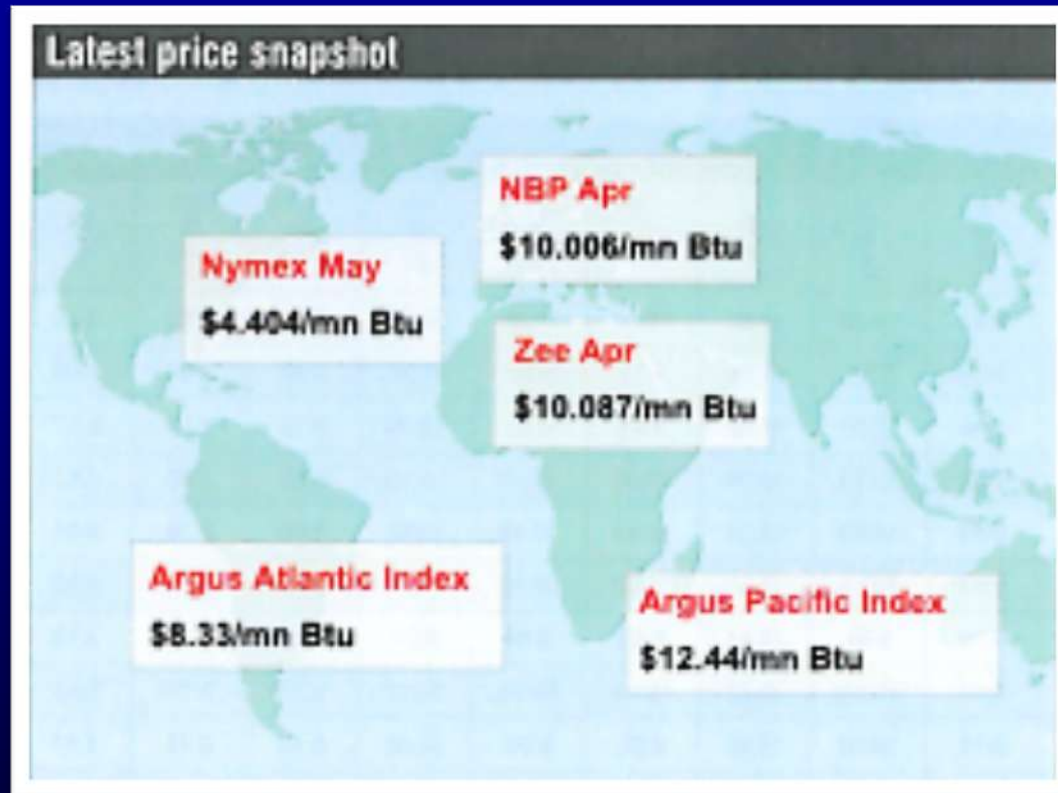 Latest price snapshot
NBP Apr
$10.006/mn Btu
Nymex May
$4.404/mn Btu
Zee Apr
$10.087/mn Btu
Argus Atlantic Index
$8.33/mn Btu
Argus Pacific Index
$12.44/mn Btu